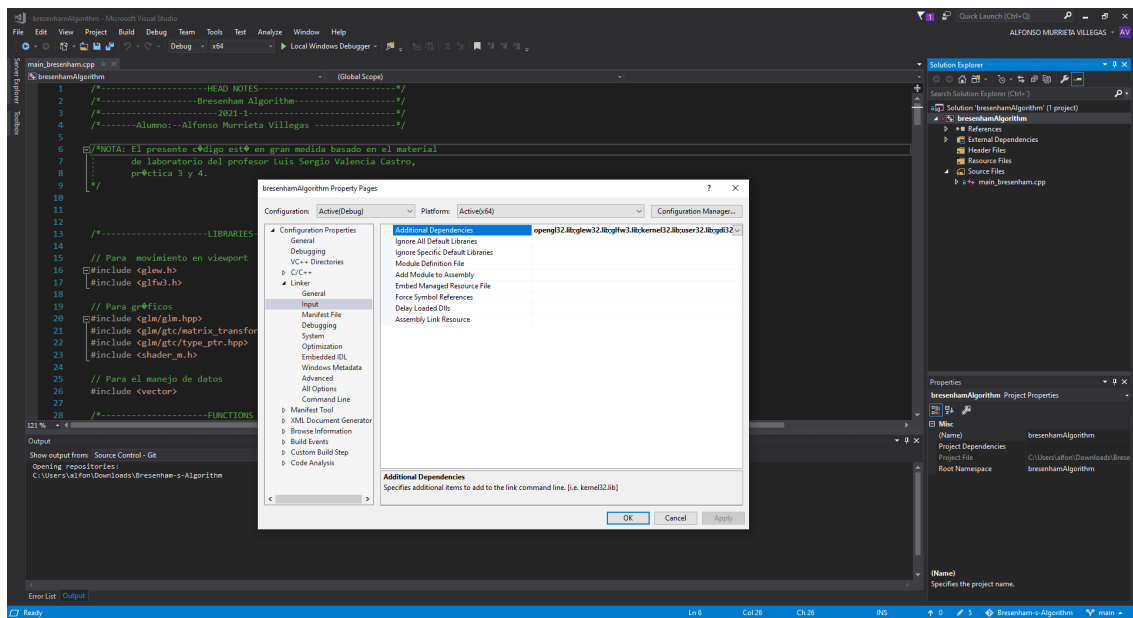 bresenhamAlgorithm - Microsoft Visual Studio
1
Quick Launch (Ctrl+Q)
File Edit View Project Build Debug Team Tools Test Analyze Window Help
ALFONSO MURRIETA VILLEGAS
AV
Debug x64 Local Windows Debugger
Server Explorer
Toolbox
main_bresenham.cpp
bresenhamAlgorithm (Global Scope)
1 /*----------------------HEAD NOTES-----------------------------*/
2 /*--------------------Bresenham Algorithm----------------------*/
3 /*------------------------2021-1-------------------------------*/
4 /*-------Alumno:--Alfonso Murrieta Villegas -----------------*/
5
6 /*NOTA: El presente c�digo est� en gran medida basado en el material
7 de laboratorio del profesor Luis Sergio Valencia Castro,
8 pr�ctica 3 y 4.
9 */
10
11
12
13 /*----------------------LIBRARIES-
14
15 // Para movimiento en viewport
16 #include <glew.h>
17 #include <glfw3.h>
18
19 // Para gr�ficos
20 #include <glm/glm.hpp>
21 #include <glm/gtc/matrix_transfor
22 #include <glm/gtc/type_ptr.hpp>
23 #include <shader_m.h>
24
25 // Para el manejo de datos
26 #include <vector>
27
28 /*----------------------FUNCTIONS
121 %
Output
Show output from: Source Control - Git
Opening repositories:
C:\Users\alfon\Downloads\Bresenham-s-Algorithm
Error List Output
bresenhamAlgorithm Property Pages
? ×
Configuration: Active(Debug) Platform: Active(x64) Configuration Manager...
Configuration Properties
General
Debugging
VC++ Directories
C/C++
Linker
General
Input
Manifest File
Debugging
System
Optimization
Embedded IDL
Windows Metadata
Advanced
All Options
Command Line
Manifest Tool
XML Document Generator
Browse Information
Build Events
Custom Build Step
Code Analysis
Additional Dependencies opengl32.lib;glew32.lib;glfw3.lib;kernel32.lib;user32.lib;gdi32
Ignore All Default Libraries
Ignore Specific Default Libraries
Module Definition File
Add Module to Assembly
Embed Managed Resource File
Force Symbol References
Delay Loaded Dlls
Assembly Link Resource
Additional Dependencies
Specifies additional items to add to the link command line. [i.e. kernel32.lib]
OK Cancel Apply
Solution Explorer
Search Solution Explorer (Ctrl+')
Solution 'bresenhamAlgorithm' (1 project)
bresenhamAlgorithm
References
External Dependencies
Header Files
Resource Files
Source Files
main_bresenham.cpp
Properties
bresenhamAlgorithm Project Properties
Misc
(Name) bresenhamAlgorithm
Project Dependencies
Project File C:\Users\alfon\Downloads\Brese
Root Namespace bresenhamAlgorithm
(Name)
Specifies the project name.
Ready Ln 6 Col 26 Ch 26 INS 0 5 Bresenham-s-Algorithm main